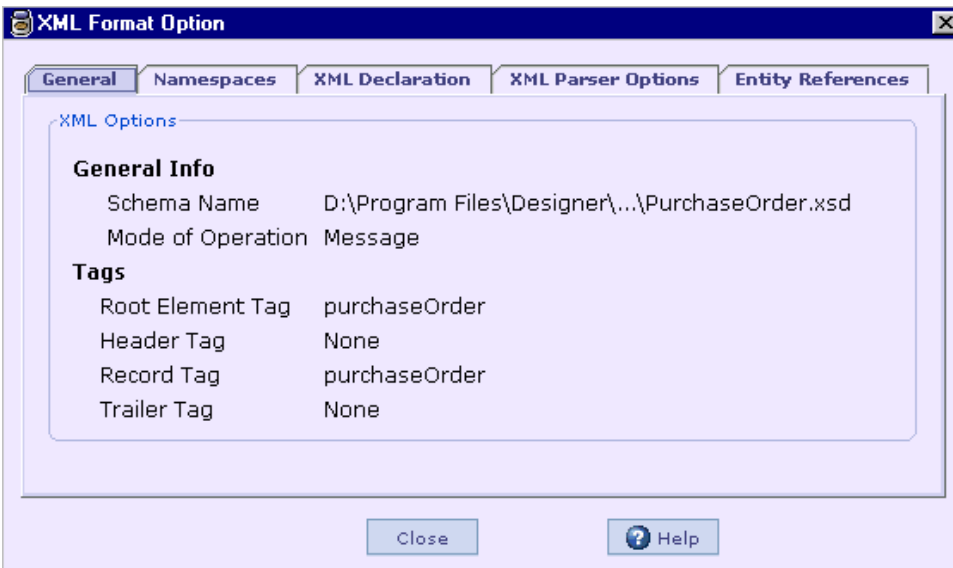 XML Format Option
General Namespaces XML Declaration XML Parser Options Entity References
XML Options
General Info
Schema Name D:\Program Files\Designer\...\PurchaseOrder.xsd
Mode of Operation Message
Tags
Root Element Tag purchaseOrder
Header Tag None
Record Tag purchaseOrder
Trailer Tag None
Close Help